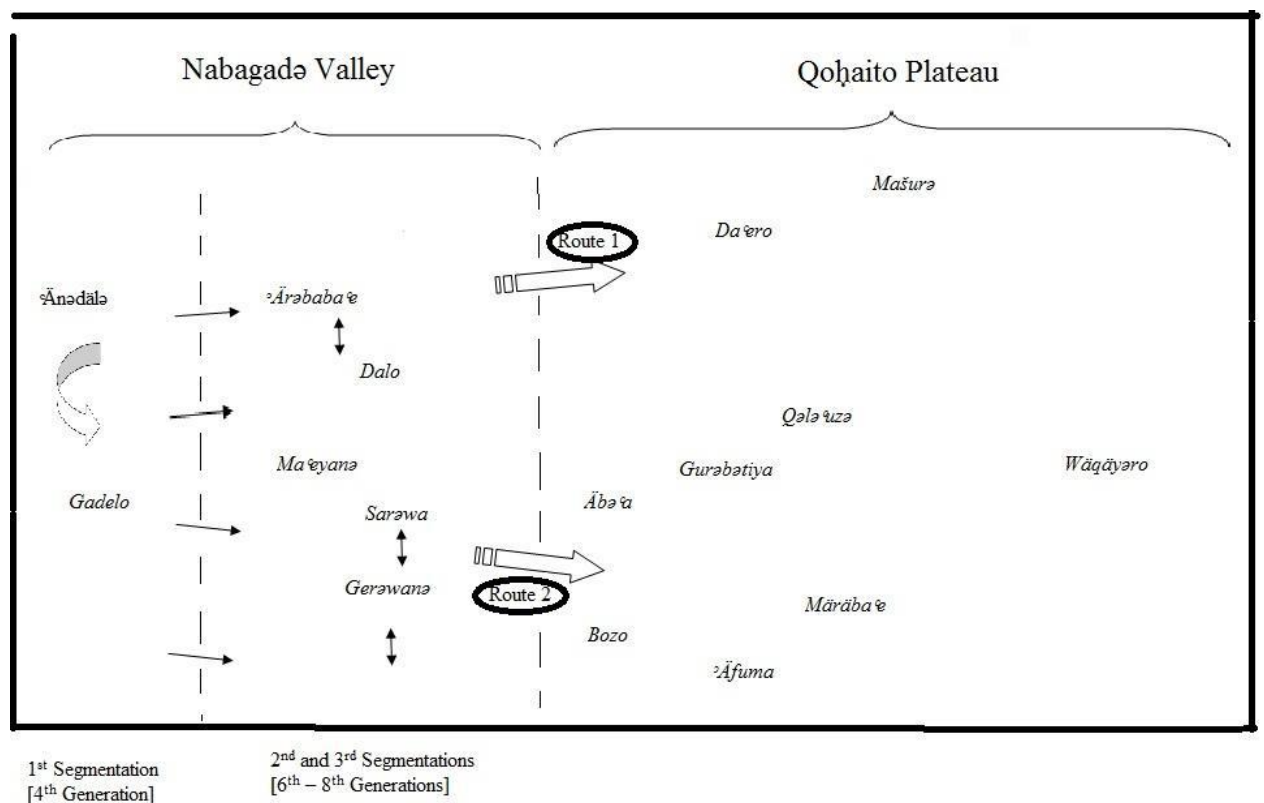 Nabagadə Valley
Qoḥaito Plateau
Mašurə
Route 1
Daʿero
ʿÄnədälə
ʾÄrəbabaʿe
Dalo
Qələʿuzə
Maʿeyanə
Gurəbətiya
Wäqäyəro
Gadelo
Sarəwa
Äbəʿa
Gerəwanə
Route 2
Märäbaʿe
Bozo
ʾÄfuma
1st Segmentation
[4th Generation]
2nd and 3rd Segmentations
[6th – 8th Generations]